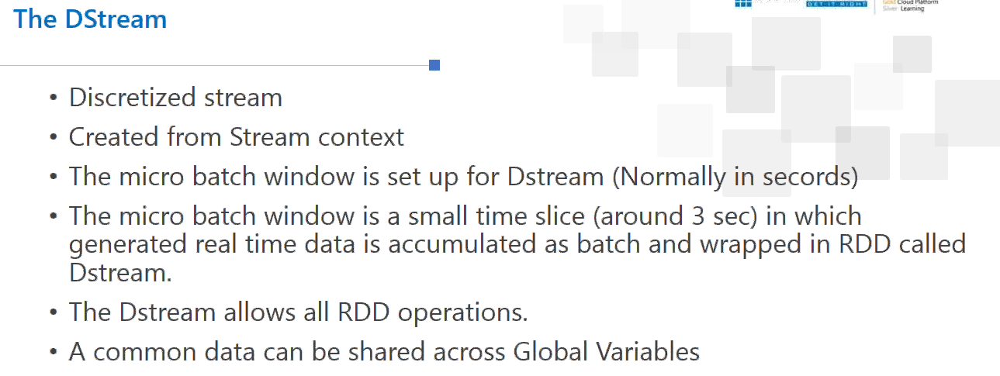 The DStream
GET IT RIGHT
Gold Cloud Platform
Silver Learning
• Discretized stream
• Created from Stream context
• The micro batch window is set up for Dstream (Normally in secords)
• The micro batch window is a small time slice (around 3 sec) in which
generated real time data is accumulated as batch and wrapped in RDD called
Dstream.
• The Dstream allows all RDD operations.
• A common data can be shared across Global Variables